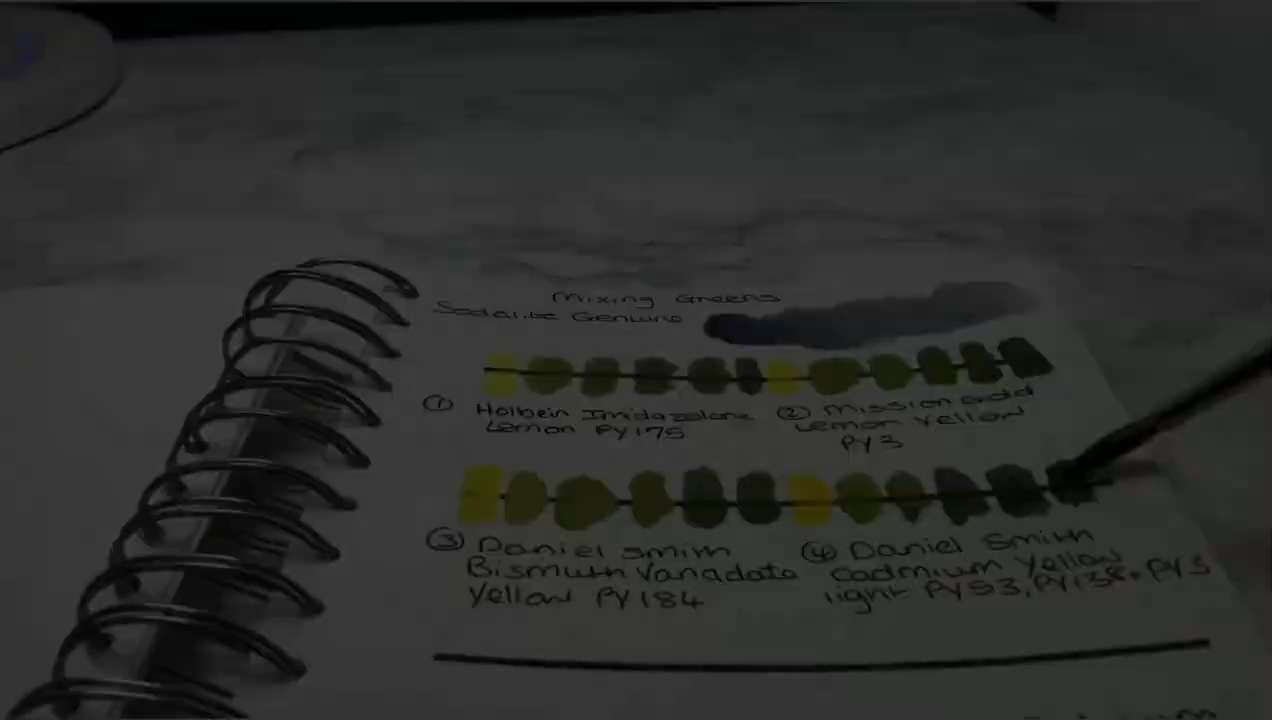 Mixing Greens
Sodalite Genuine
① Holbein Imidazolone
Lemon PY175
② Mission Gold
Lemon Yellow
PY3
③ Daniel Smith
Bismuth Vanadate
Yellow PY184
④ Daniel Smith
Cadmium Yellow
light PY53, PY138, PY3